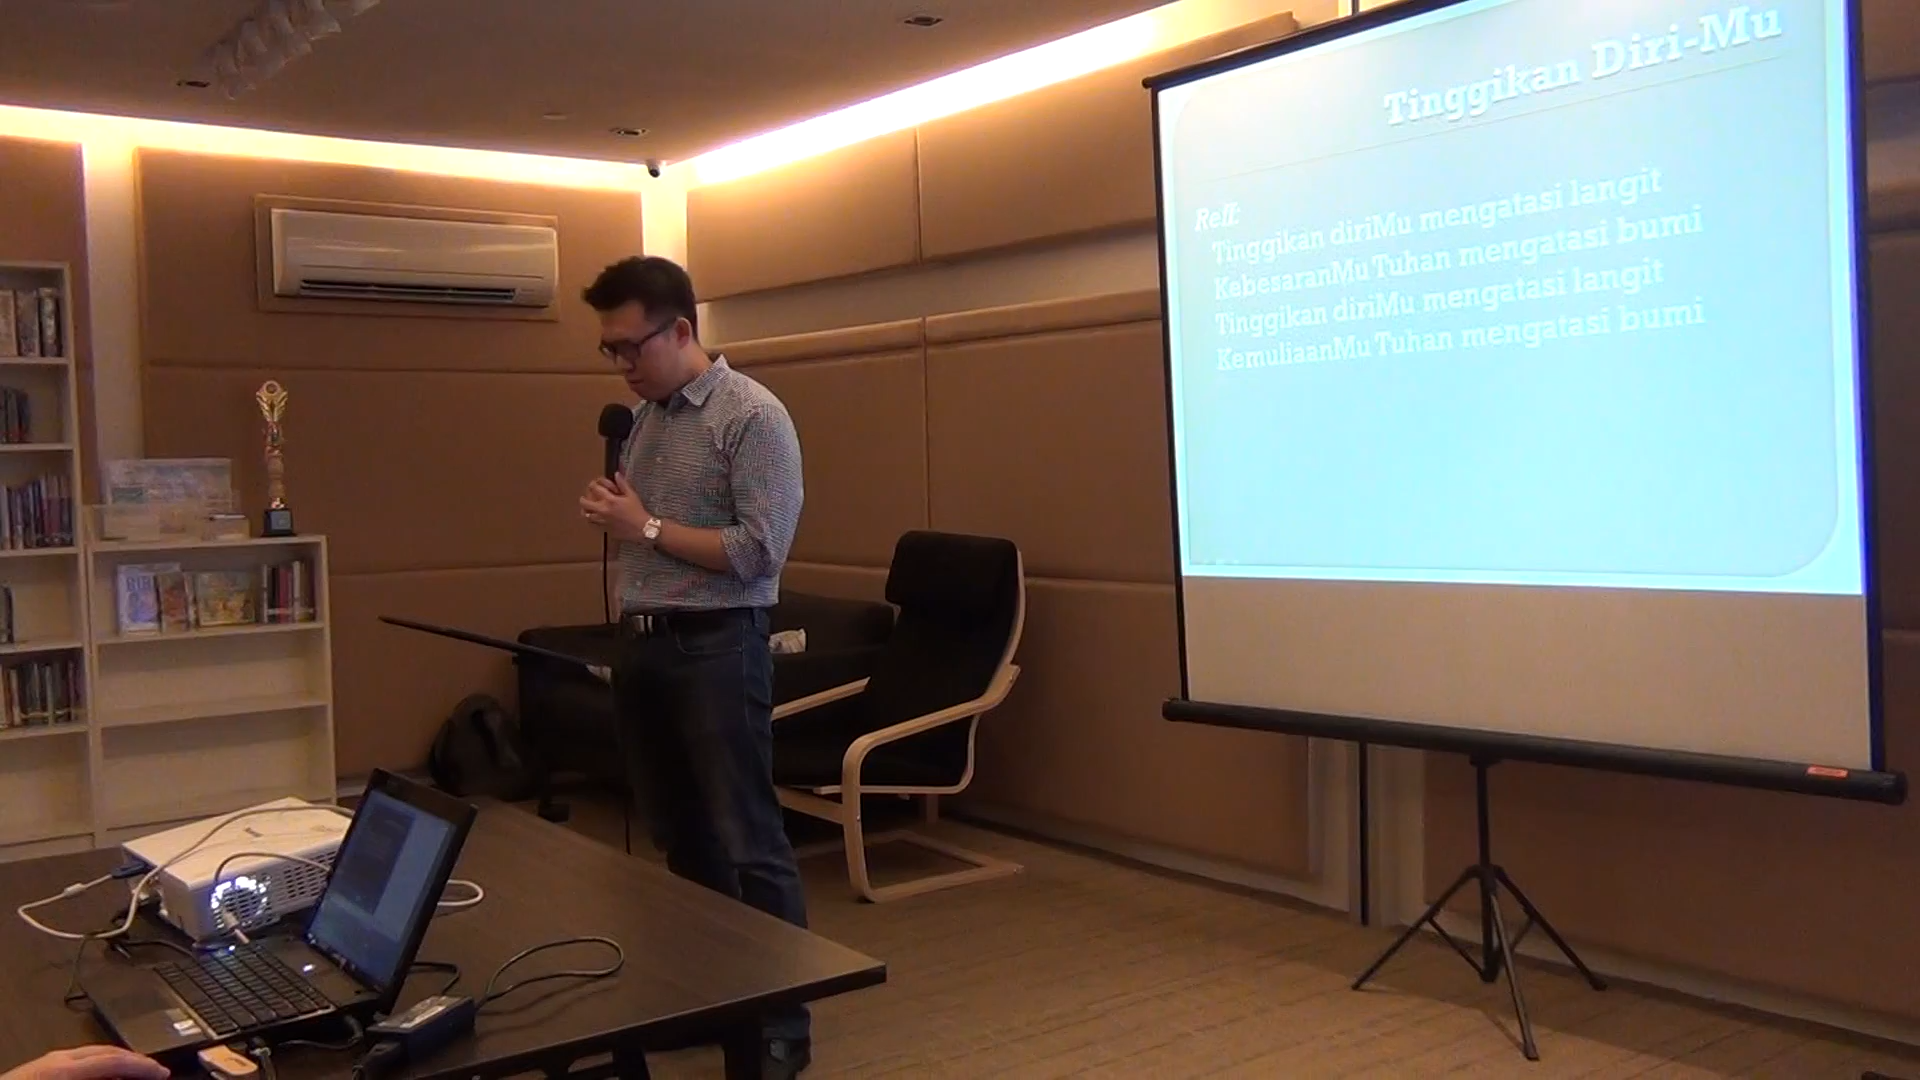 Tinggikan Diri-Mu
Reff:
Tinggikan diriMu mengatasi langit
KebesaranMu Tuhan mengatasi bumi
Tinggikan diriMu mengatasi langit
KemuliaanMu Tuhan mengatasi bumi